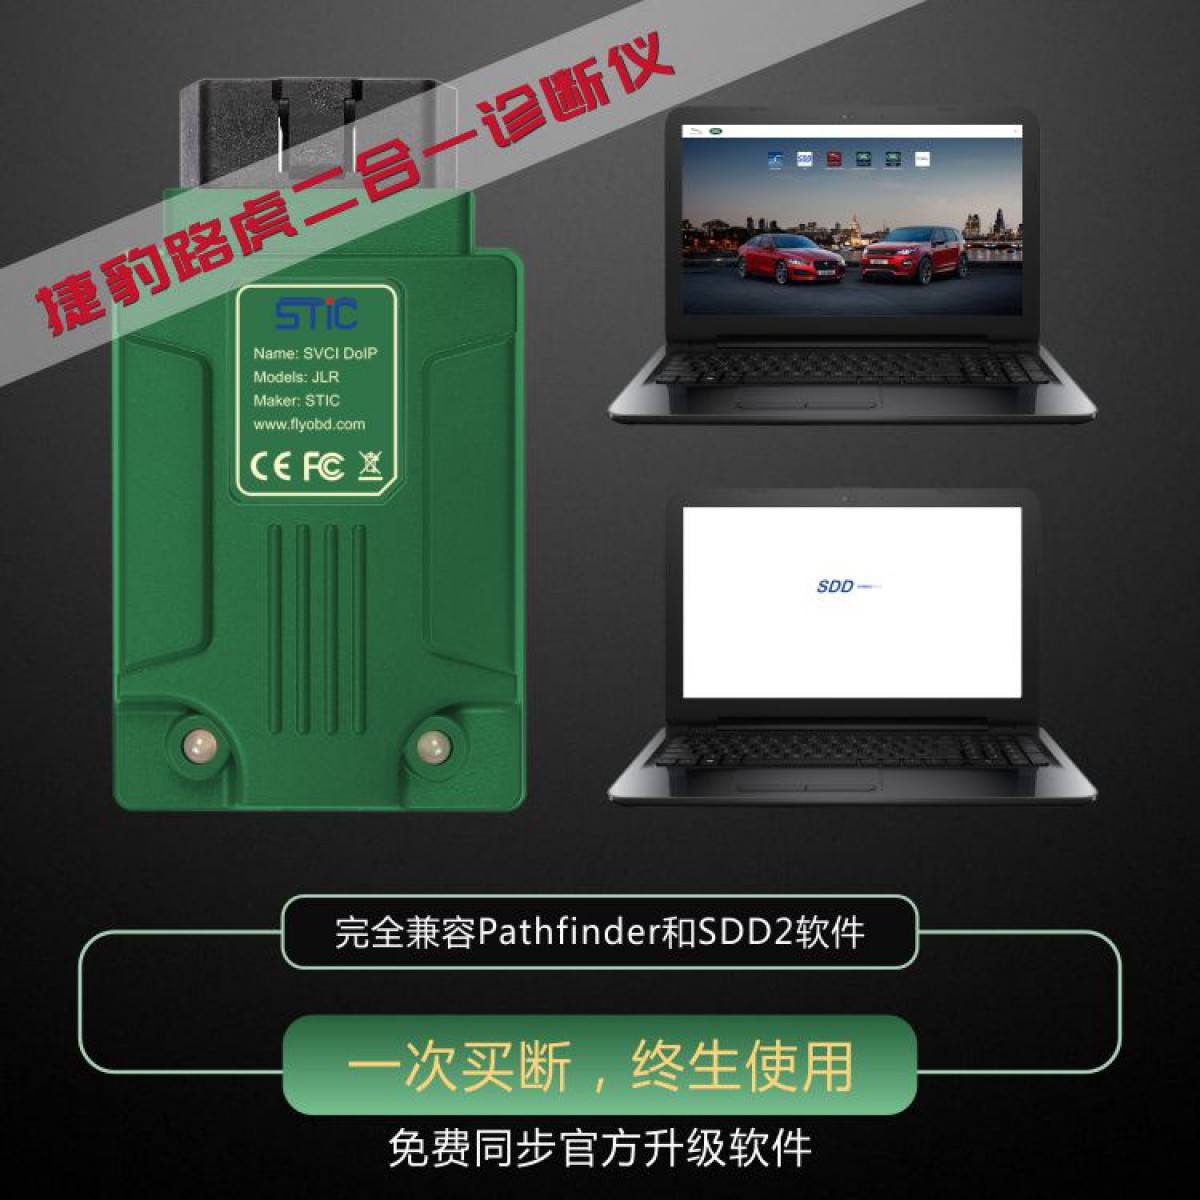 捷豹路虎二合一诊断仪
STiC
Name: SVCI DoIP
Models: JLR
Maker: STIC
www.flyobd.com
CE FC
SDD
SDD
完全兼容Pathfinder和SDD2软件
一次买断，终生使用
免费同步官方升级软件